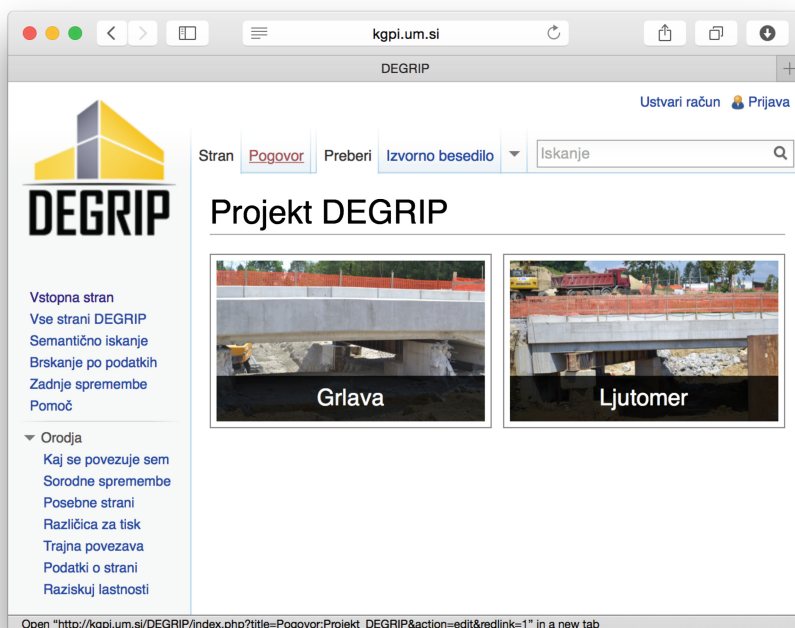 kgpi.um.si
DEGRIP
Ustvari račun Prijava
Stran Pogovor Preberi Izvorno besedilo Iskanje
DEGRIP
Projekt DEGRIP
Grlava Ljutomer
Vstopna stran
Vse strani DEGRIP
Semantično iskanje
Brskanje po podatkih
Zadnje spremembe
Pomoč
Orodja
Kaj se povezuje sem
Sorodne spremembe
Posebne strani
Različica za tisk
Trajna povezava
Podatki o strani
Raziskuj lastnosti
Open “http://kgpi.um.si/DEGRIP/index.php?title=Pogovor:Projekt_DEGRIP&action=edit&redlink=1” in a new tab